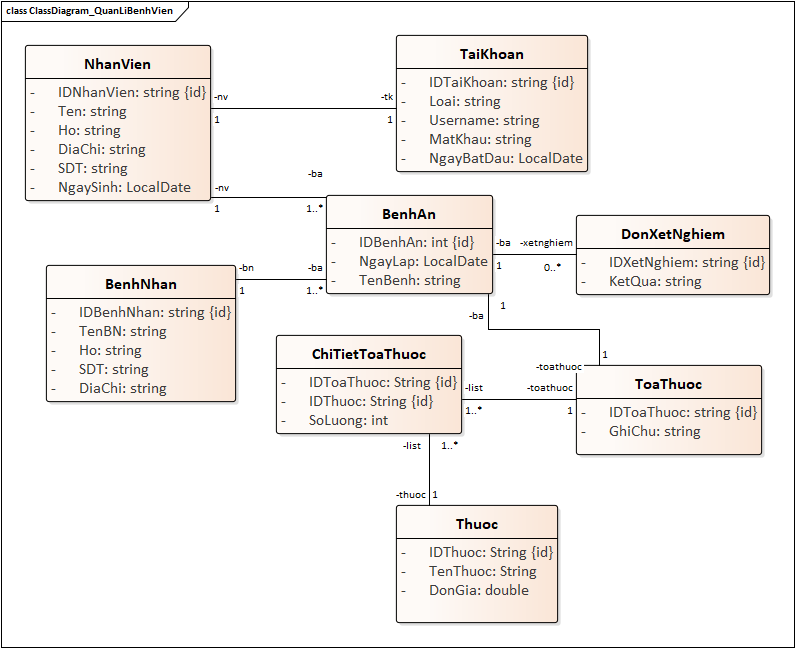 class ClassDiagram_QuanLiBenhVien
NhanVien
- IDNhanVien: string {id}
- Ten: string
- Ho: string
- DiaChi: string
- SDT: string
- NgaySinh: LocalDate
-nv
1
-tk
1
TaiKhoan
- IDTaiKhoan: string {id}
- Loai: string
- Username: string
- MatKhau: string
- NgayBatDau: LocalDate
-nv
1
-ba
1..*
BenhAn
- IDBenhAn: int {id}
- NgayLap: LocalDate
- TenBenh: string
-ba
1
-xetnghiem
0..*
DonXetNghiem
- IDXetNghiem: string {id}
- KetQua: string
BenhNhan
- IDBenhNhan: string {id}
- TenBN: string
- Ho: string
- SDT: string
- DiaChi: string
-bn
1
-ba
1..*
-ba
1
1
-toathuoc
ChiTietToaThuoc
- IDToaThuoc: String {id}
- IDThuoc: String {id}
- SoLuong: int
-list
1..*
-toathuoc
1
ToaThuoc
- IDToaThuoc: string {id}
- GhiChu: string
-list
1..*
-thuoc
1
Thuoc
- IDThuoc: String {id}
- TenThuoc: String
- DonGia: double